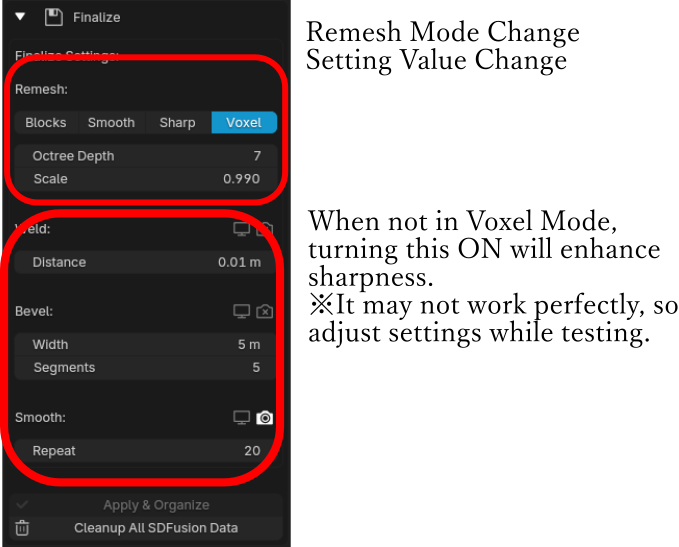 Finalize
Finalize Settings:
Remesh:
Blocks Smooth Sharp Voxel
Octree Depth 7
Scale 0.990
Weld:
Distance 0.01 m
Bevel:
Width 5 m
Segments 5
Smooth:
Repeat 20
Apply & Organize
Cleanup All SDFusion Data
Remesh Mode Change
Setting Value Change
When not in Voxel Mode,
turning this ON will enhance
sharpness.
※It may not work perfectly, so
adjust settings while testing.